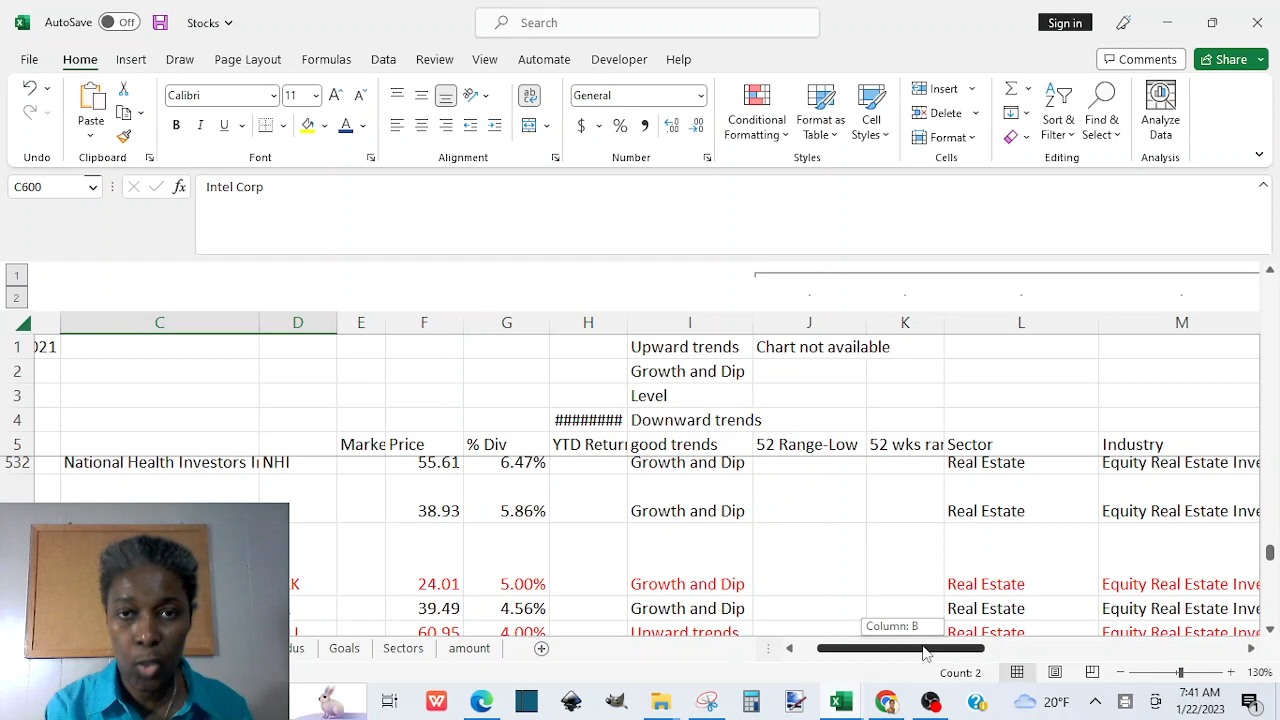 AutoSave Off Stocks Search Sign in
File Home Insert Draw Page Layout Formulas Data Review View Automate Developer Help Comments Share
Calibri 11 General Insert
Paste Conditional Format as Cell Delete Sort & Find & Analyze
Formatting Table Styles Format Filter Select Data
Undo Clipboard Font Alignment Number Styles Cells Editing Analysis
C600 Intel Corp
1
2
C D E F G H I J K L M
1 021 Upward trends Chart not available
2 Growth and Dip
3 Level
4 ######## Downward trends
5 Marke Price % Div YTD Return good trends 52 Range-Low 52 wks ran Sector Industry
532 National Health Investors I NHI 55.61 6.47% Growth and Dip Real Estate Equity Real Estate Inve
38.93 5.86% Growth and Dip Real Estate Equity Real Estate Inve
K 24.01 5.00% Growth and Dip Real Estate Equity Real Estate Inve
39.49 4.56% Growth and Dip Real Estate Equity Real Estate Inve
60.95 4.00% Upward trends Real Estate Equity Real Estate Inve
Column: B
dus Goals Sectors amount
Count: 2 130%
20°F 7:41 AM
1/22/2023